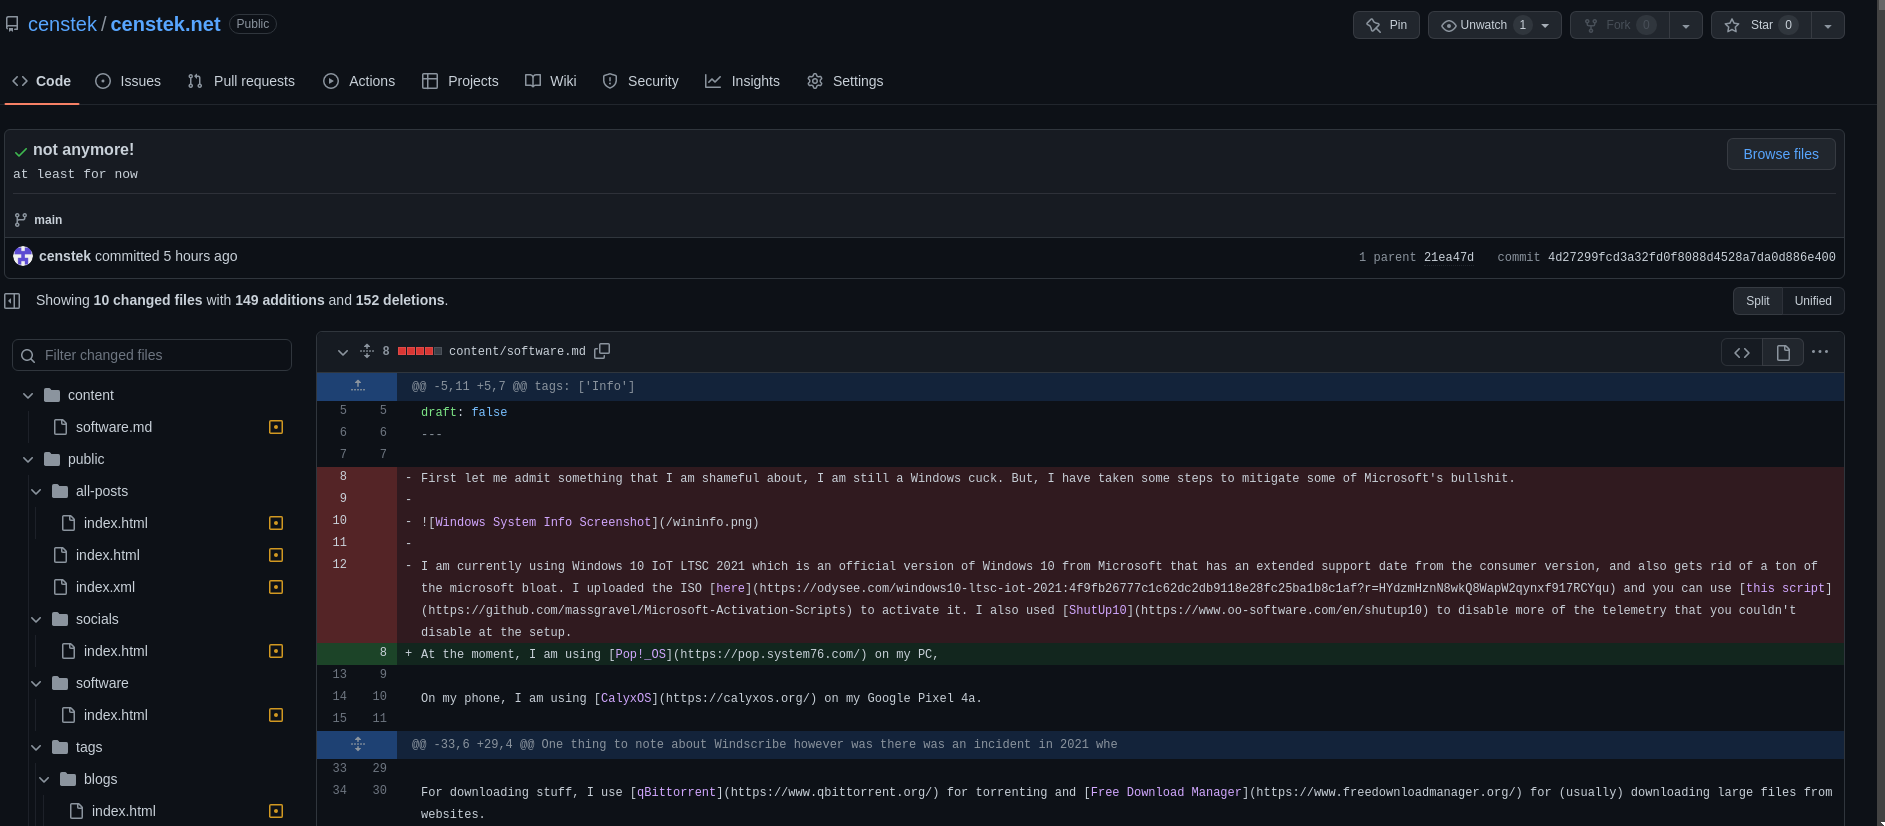 censtek / censtek.net Public
Pin Unwatch 1 Fork 0 Star 0
Code Issues Pull requests Actions Projects Wiki Security Insights Settings
not anymore!
Browse files
at least for now
main
censtek committed 5 hours ago
1 parent 21ea47d commit 4d27299fcd3a32fd0f8088d4528a7da0d886e400
Showing 10 changed files with 149 additions and 152 deletions.
Split Unified
Filter changed files
content
software.md
public
all-posts
index.html
index.html
index.xml
socials
index.html
software
index.html
tags
blogs
index.html
8 content/software.md
@@ -5,11 +5,7 @@ tags: ['Info']
5 5 draft: false
6 6 ---
7 7
8 - First let me admit something that I am shameful about, I am still a Windows cuck. But, I have taken some steps to mitigate some of Microsoft's bullshit.
9 -
10 - ![Windows System Info Screenshot](/wininfo.png)
11 -
12 - I am currently using Windows 10 IoT LTSC 2021 which is an official version of Windows 10 from Microsoft that has an extended support date from the consumer version, and also gets rid of a ton of
the microsoft bloat. I uploaded the ISO [here](https://odysee.com/windows10-ltsc-iot-2021:4f9fb26777c1c62dc2db9118e28fc25ba1b8c1af?r=HYdzmHznN8wkQ8WapW2qynxf917RCYqu) and you can use [this script]
(https://github.com/massgravel/Microsoft-Activation-Scripts) to activate it. I also used [ShutUp10](https://www.oo-software.com/en/shutup10) to disable more of the telemetry that you couldn't
disable at the setup.
8 + At the moment, I am using [Pop!_OS](https://pop.system76.com/) on my PC,
13 9
14 10 On my phone, I am using [CalyxOS](https://calyxos.org/) on my Google Pixel 4a.
15 11
@@ -33,6 +29,4 @@ One thing to note about Windscribe however was there was an incident in 2021 whe
33 29
34 30 For downloading stuff, I use [qBittorrent](https://www.qbittorrent.org/) for torrenting and [Free Download Manager](https://www.freedownloadmanager.org/) for (usually) downloading large files from
websites.